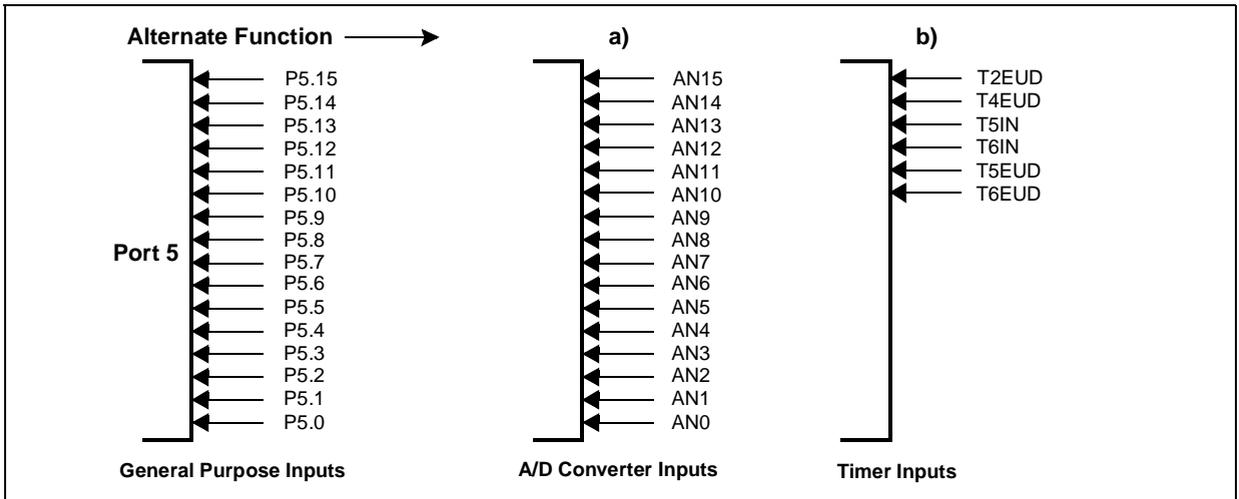 Alternate Function a) b)
P5.15 AN15 T2EUD
P5.14 AN14 T4EUD
P5.13 AN13 T5IN
P5.12 AN12 T6IN
P5.11 AN11 T5EUD
P5.10 AN10 T6EUD
P5.9 AN9
P5.8 AN8
Port 5
P5.7 AN7
P5.6 AN6
P5.5 AN5
P5.4 AN4
P5.3 AN3
P5.2 AN2
P5.1 AN1
P5.0 AN0
General Purpose Inputs A/D Converter Inputs Timer Inputs